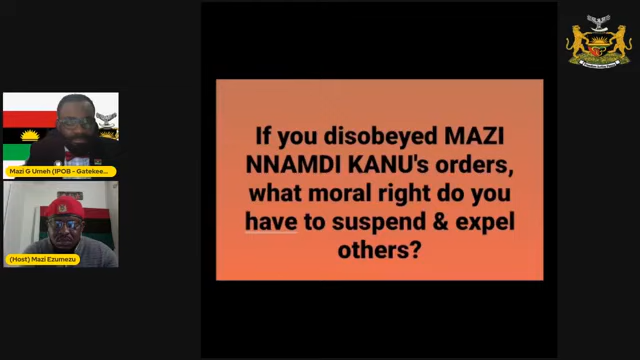 If you disobeyed MAZI
NNAMDI KANU's orders,
what moral right do you
have to suspend & expel
others?
Mazi G Umeh (IPOB - Gatekee...
(Host) Mazi Ezumezu